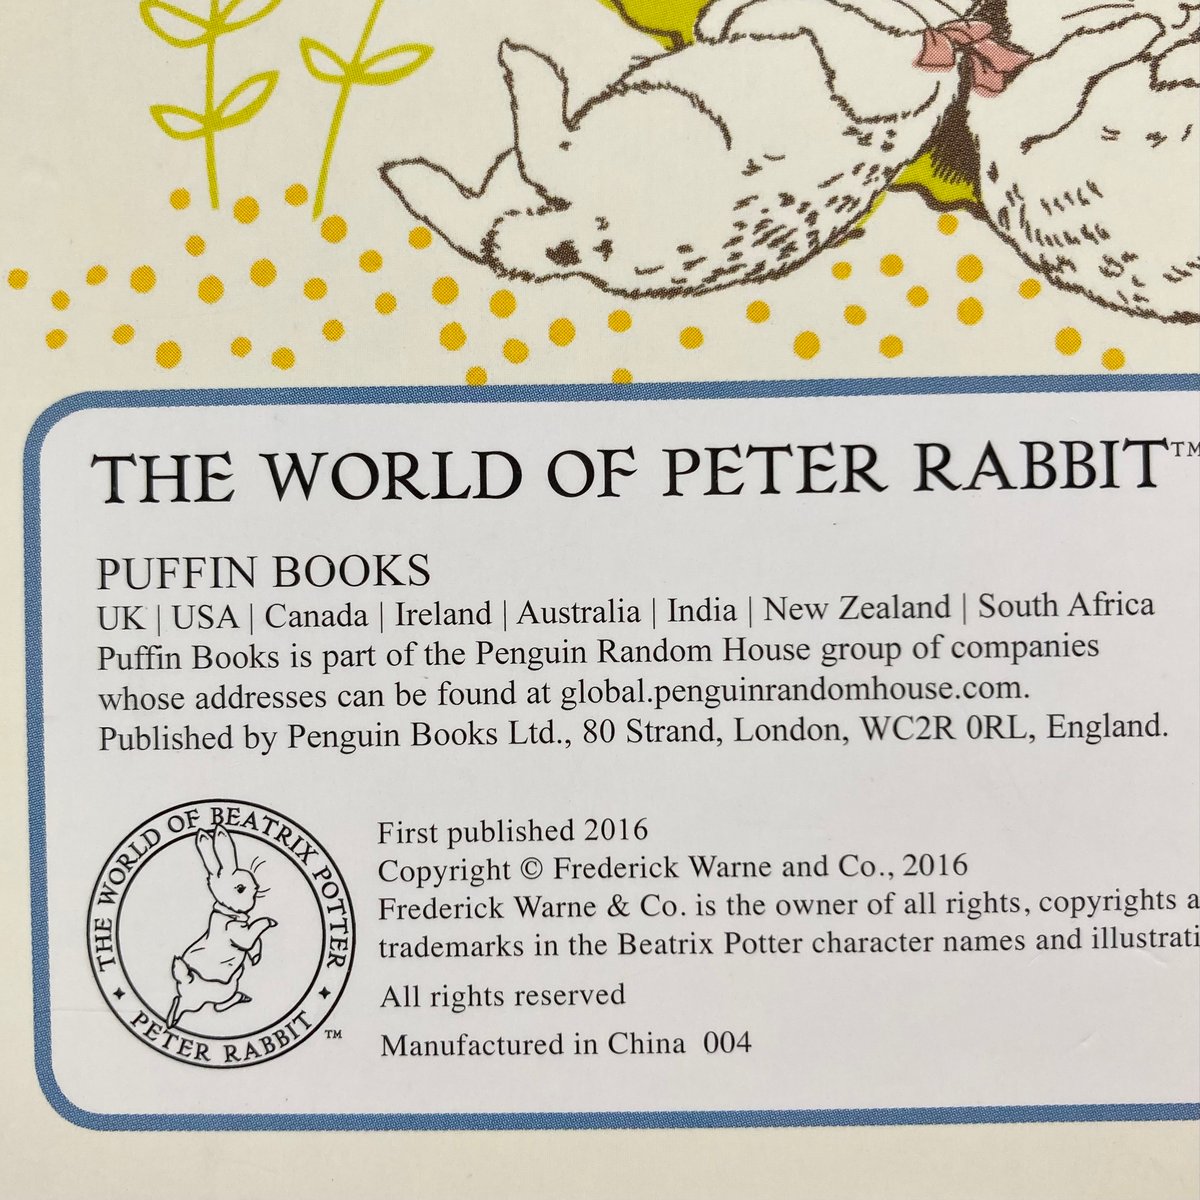 THE WORLD OF PETER RABBIT™
PUFFIN BOOKS
UK | USA | Canada | Ireland | Australia | India | New Zealand | South Africa
Puffin Books is part of the Penguin Random House group of companies
whose addresses can be found at global.penguinrandomhouse.com.
Published by Penguin Books Ltd., 80 Strand, London, WC2R 0RL, England.
THE WORLD OF BEATRIX POTTER
PETER RABBIT ™
First published 2016
Copyright © Frederick Warne and Co., 2016
Frederick Warne & Co. is the owner of all rights, copyrights a
trademarks in the Beatrix Potter character names and illustrati
All rights reserved
Manufactured in China 004